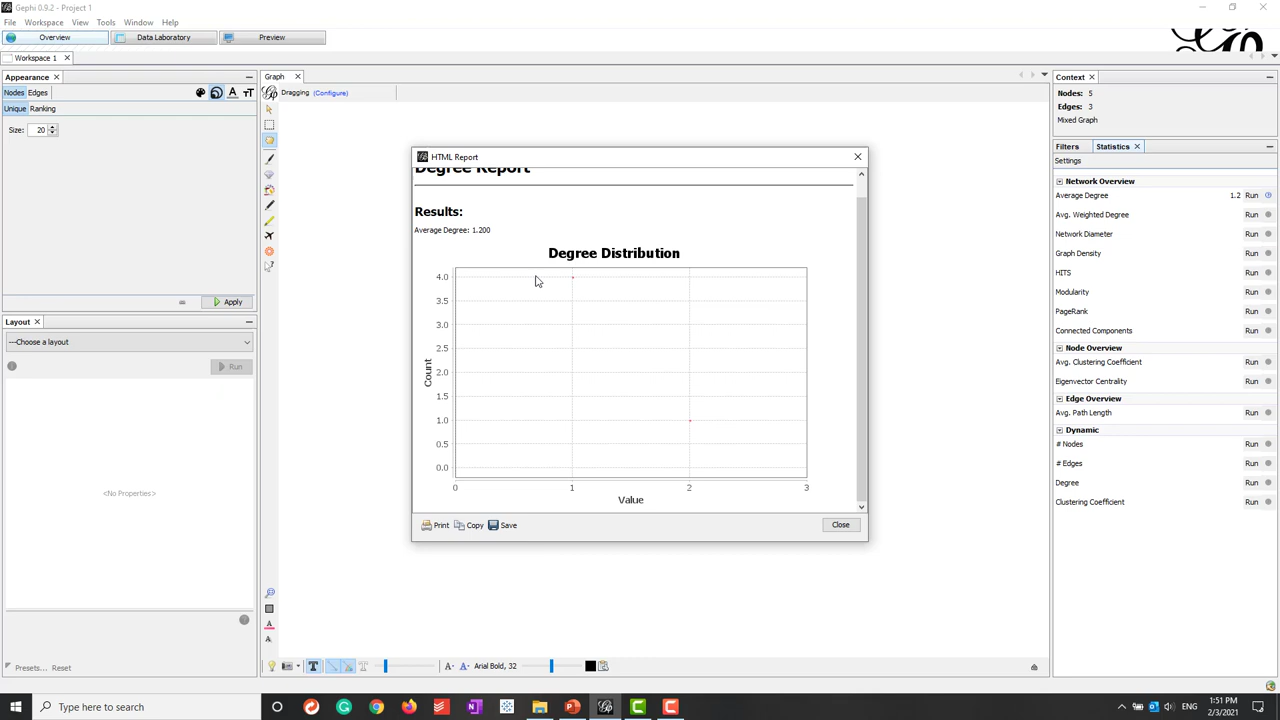 Gephi 0.9.2 - Project 1
File Workspace View Tools Window Help
Overview Data Laboratory Preview
Workspace 1
Appearance
Nodes Edges
Unique Ranking
Size: 20
Apply
Layout
---Choose a layout
Run
<No Properties>
Presets... Reset
Graph
Dragging (Configure)
HTML Report
Degree Report
Results:
Average Degree: 1.200
Degree Distribution
4.0
3.5
3.0
2.5
2.0
1.5
1.0
0.5
0.0
Count
0 1 2 3
Value
Print Copy Save
Close
Arial Bold, 32
Context
Nodes: 5
Edges: 3
Mixed Graph
Filters Statistics
Settings
Network Overview
Average Degree 1.2 Run
Avg. Weighted Degree Run
Network Diameter Run
Graph Density Run
HITS Run
Modularity Run
PageRank Run
Connected Components Run
Node Overview
Avg. Clustering Coefficient Run
Eigenvector Centrality Run
Edge Overview
Avg. Path Length Run
Dynamic
# Nodes Run
# Edges Run
Degree Run
Clustering Coefficient Run
Type here to search
ENG
1:51 PM
2/3/2021